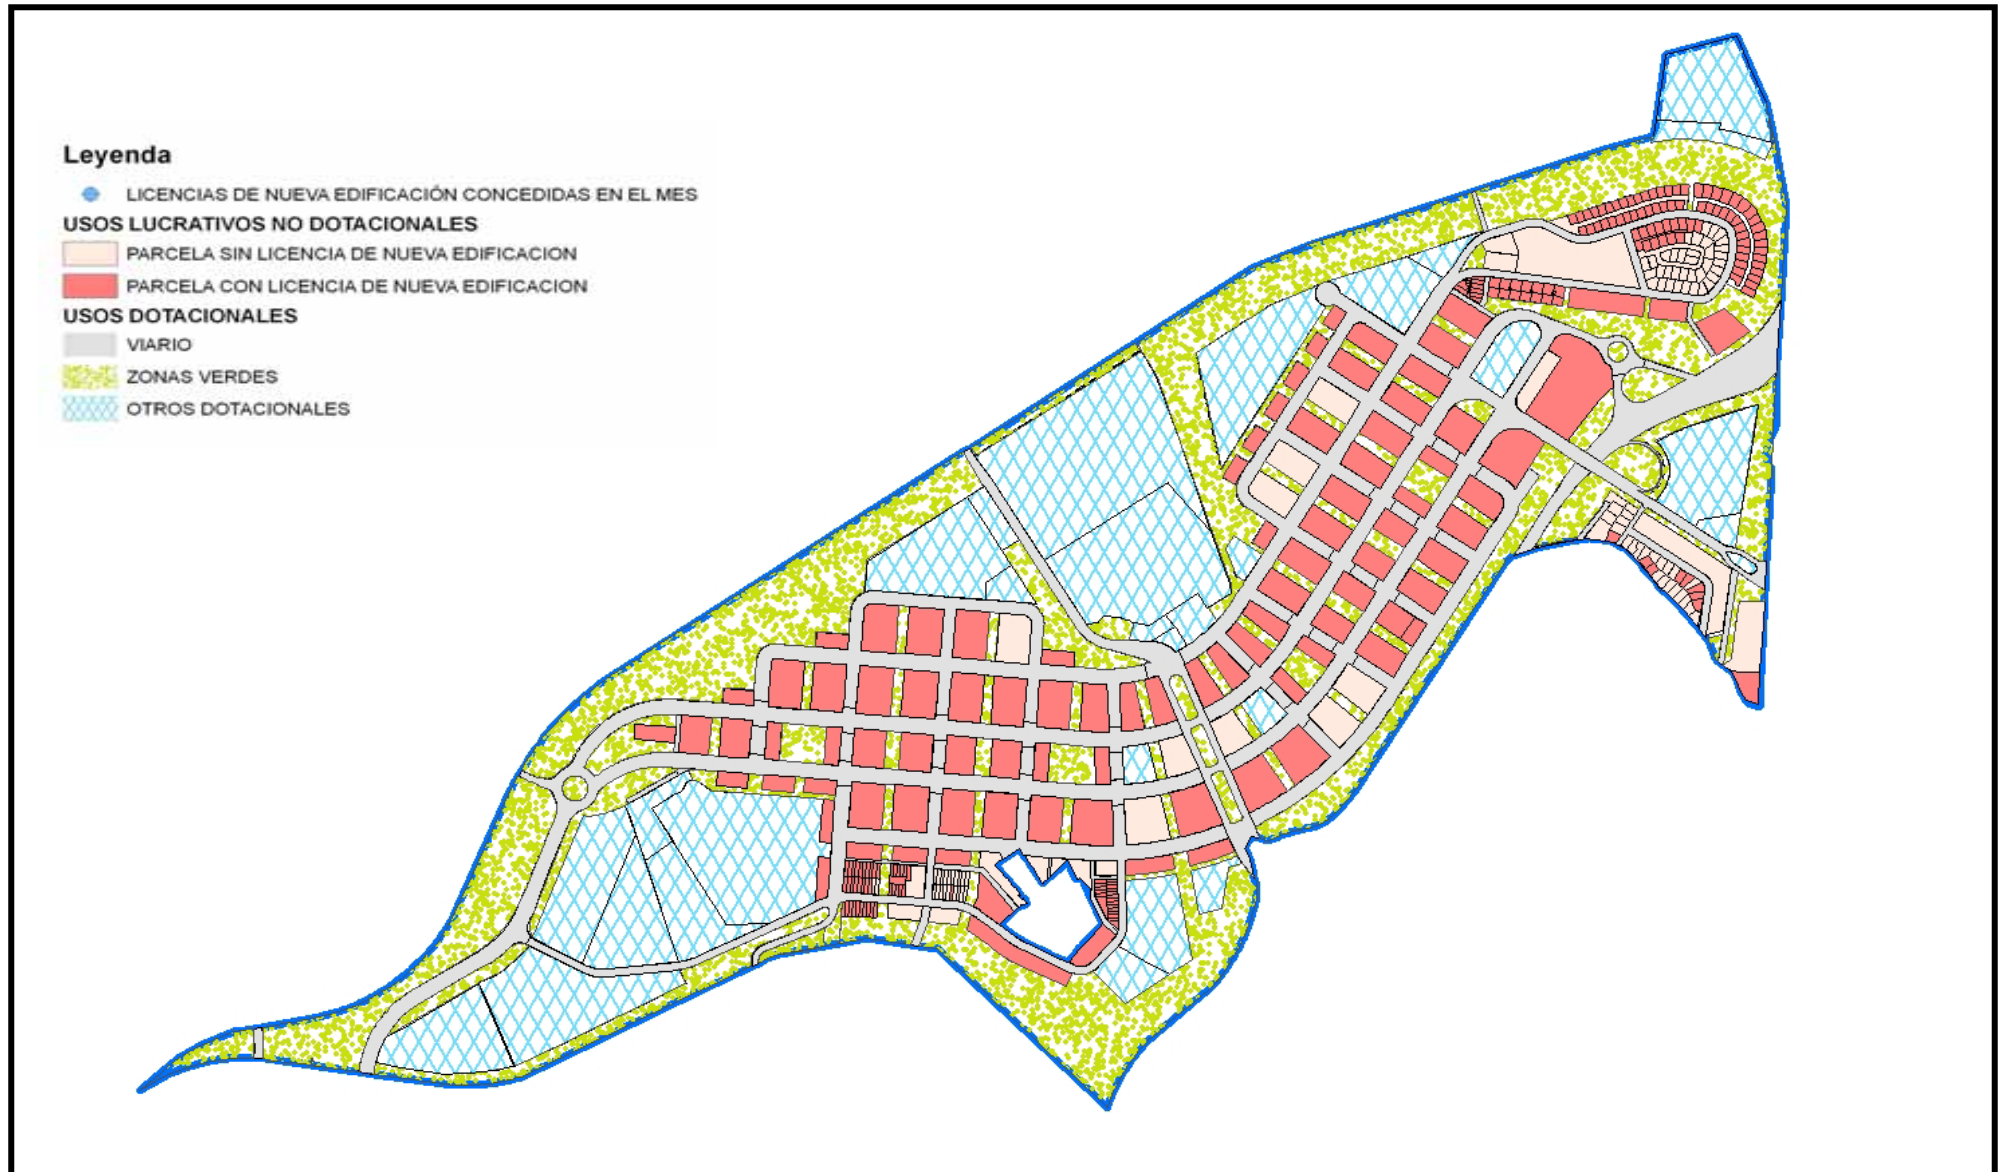 Leyenda
LICENCIAS DE NUEVA EDIFICACIÓN CONCEDIDAS EN EL MES
USOS LUCRATIVOS NO DOTACIONALES
PARCELA SIN LICENCIA DE NUEVA EDIFICACION
PARCELA CON LICENCIA DE NUEVA EDIFICACION
USOS DOTACIONALES
VIARIO
ZONAS VERDES
OTROS DOTACIONALES